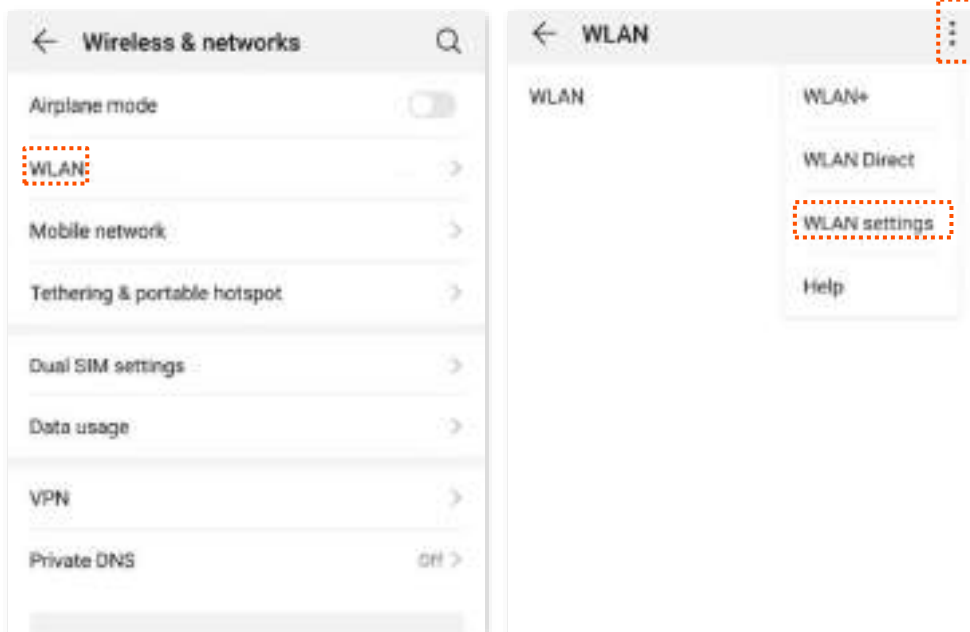 Wireless & networks
Airplane mode
WLAN
Mobile network
Tethering & portable hotspot
Dual SIM settings
Data usage
VPN
Private DNS Off
WLAN
WLAN
WLAN+
WLAN Direct
WLAN settings
Help